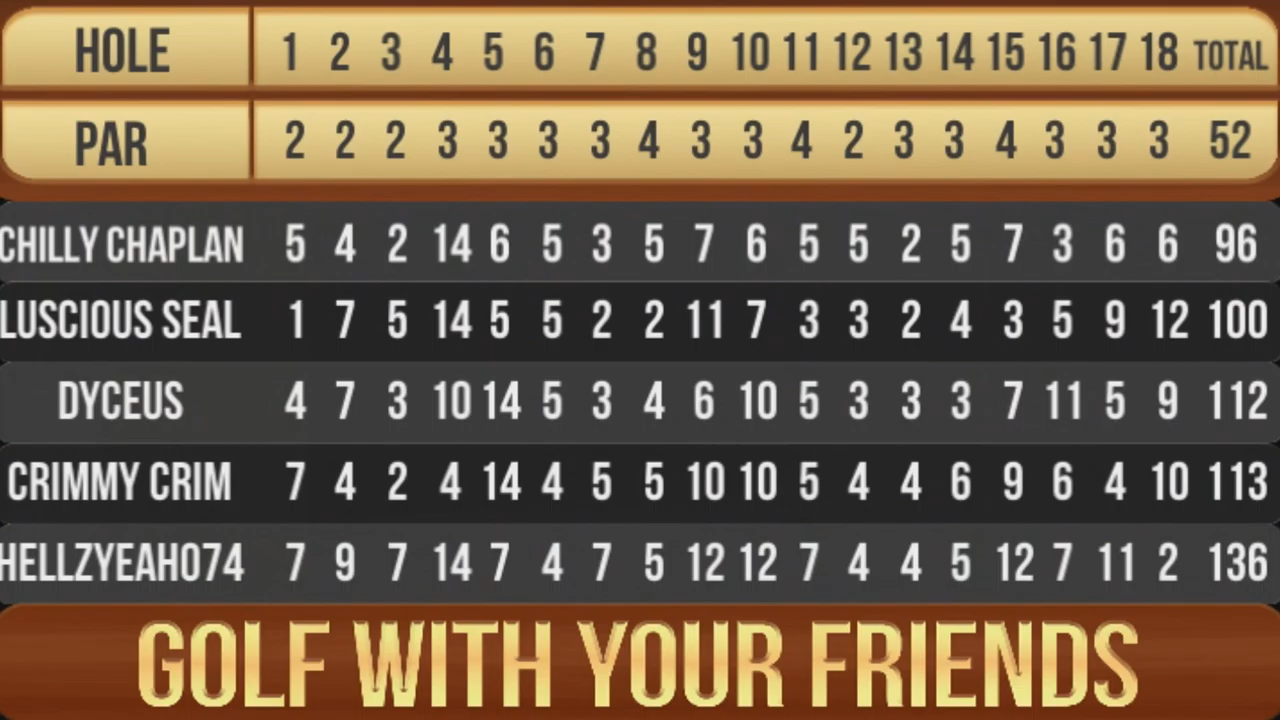 HOLE 1 2 3 4 5 6 7 8 9 10 11 12 13 14 15 16 17 18 TOTAL
PAR 2 2 2 3 3 3 3 4 3 3 4 2 3 3 4 3 3 3 52
CHILLY CHAPLAN 5 4 2 14 6 5 3 5 7 6 5 5 2 5 7 3 6 6 96
LUSCIOUS SEAL 1 7 5 14 5 5 2 2 11 7 3 3 2 4 3 5 9 12 100
DYCEUS 4 7 3 10 14 5 3 4 6 10 5 3 3 3 7 11 5 9 112
CRIMMY CRIM 7 4 2 4 14 4 5 5 10 10 5 4 4 6 9 6 4 10 113
HELLZYEAH074 7 9 7 14 7 4 7 5 12 12 7 4 4 5 12 7 11 2 136
GOLF WITH YOUR FRIENDS